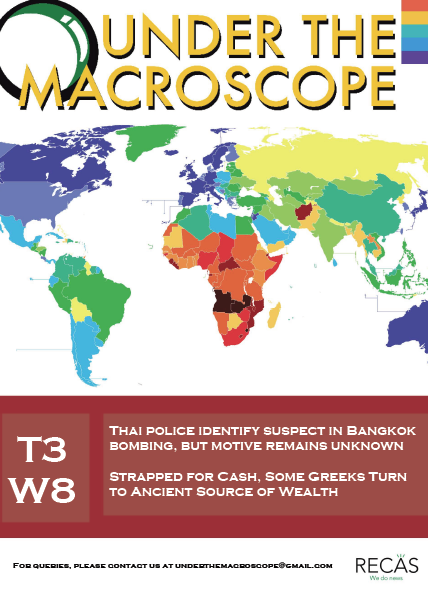 UNDER THE
MACROSCOPE
T3
W8
Thai police identify suspect in Bangkok
bombing, but motive remains unknown
Strapped for Cash, Some Greeks Turn
to Ancient Source of Wealth
For queries, please contact us at underthemacroscope@gmail.com
RECAS
We do news